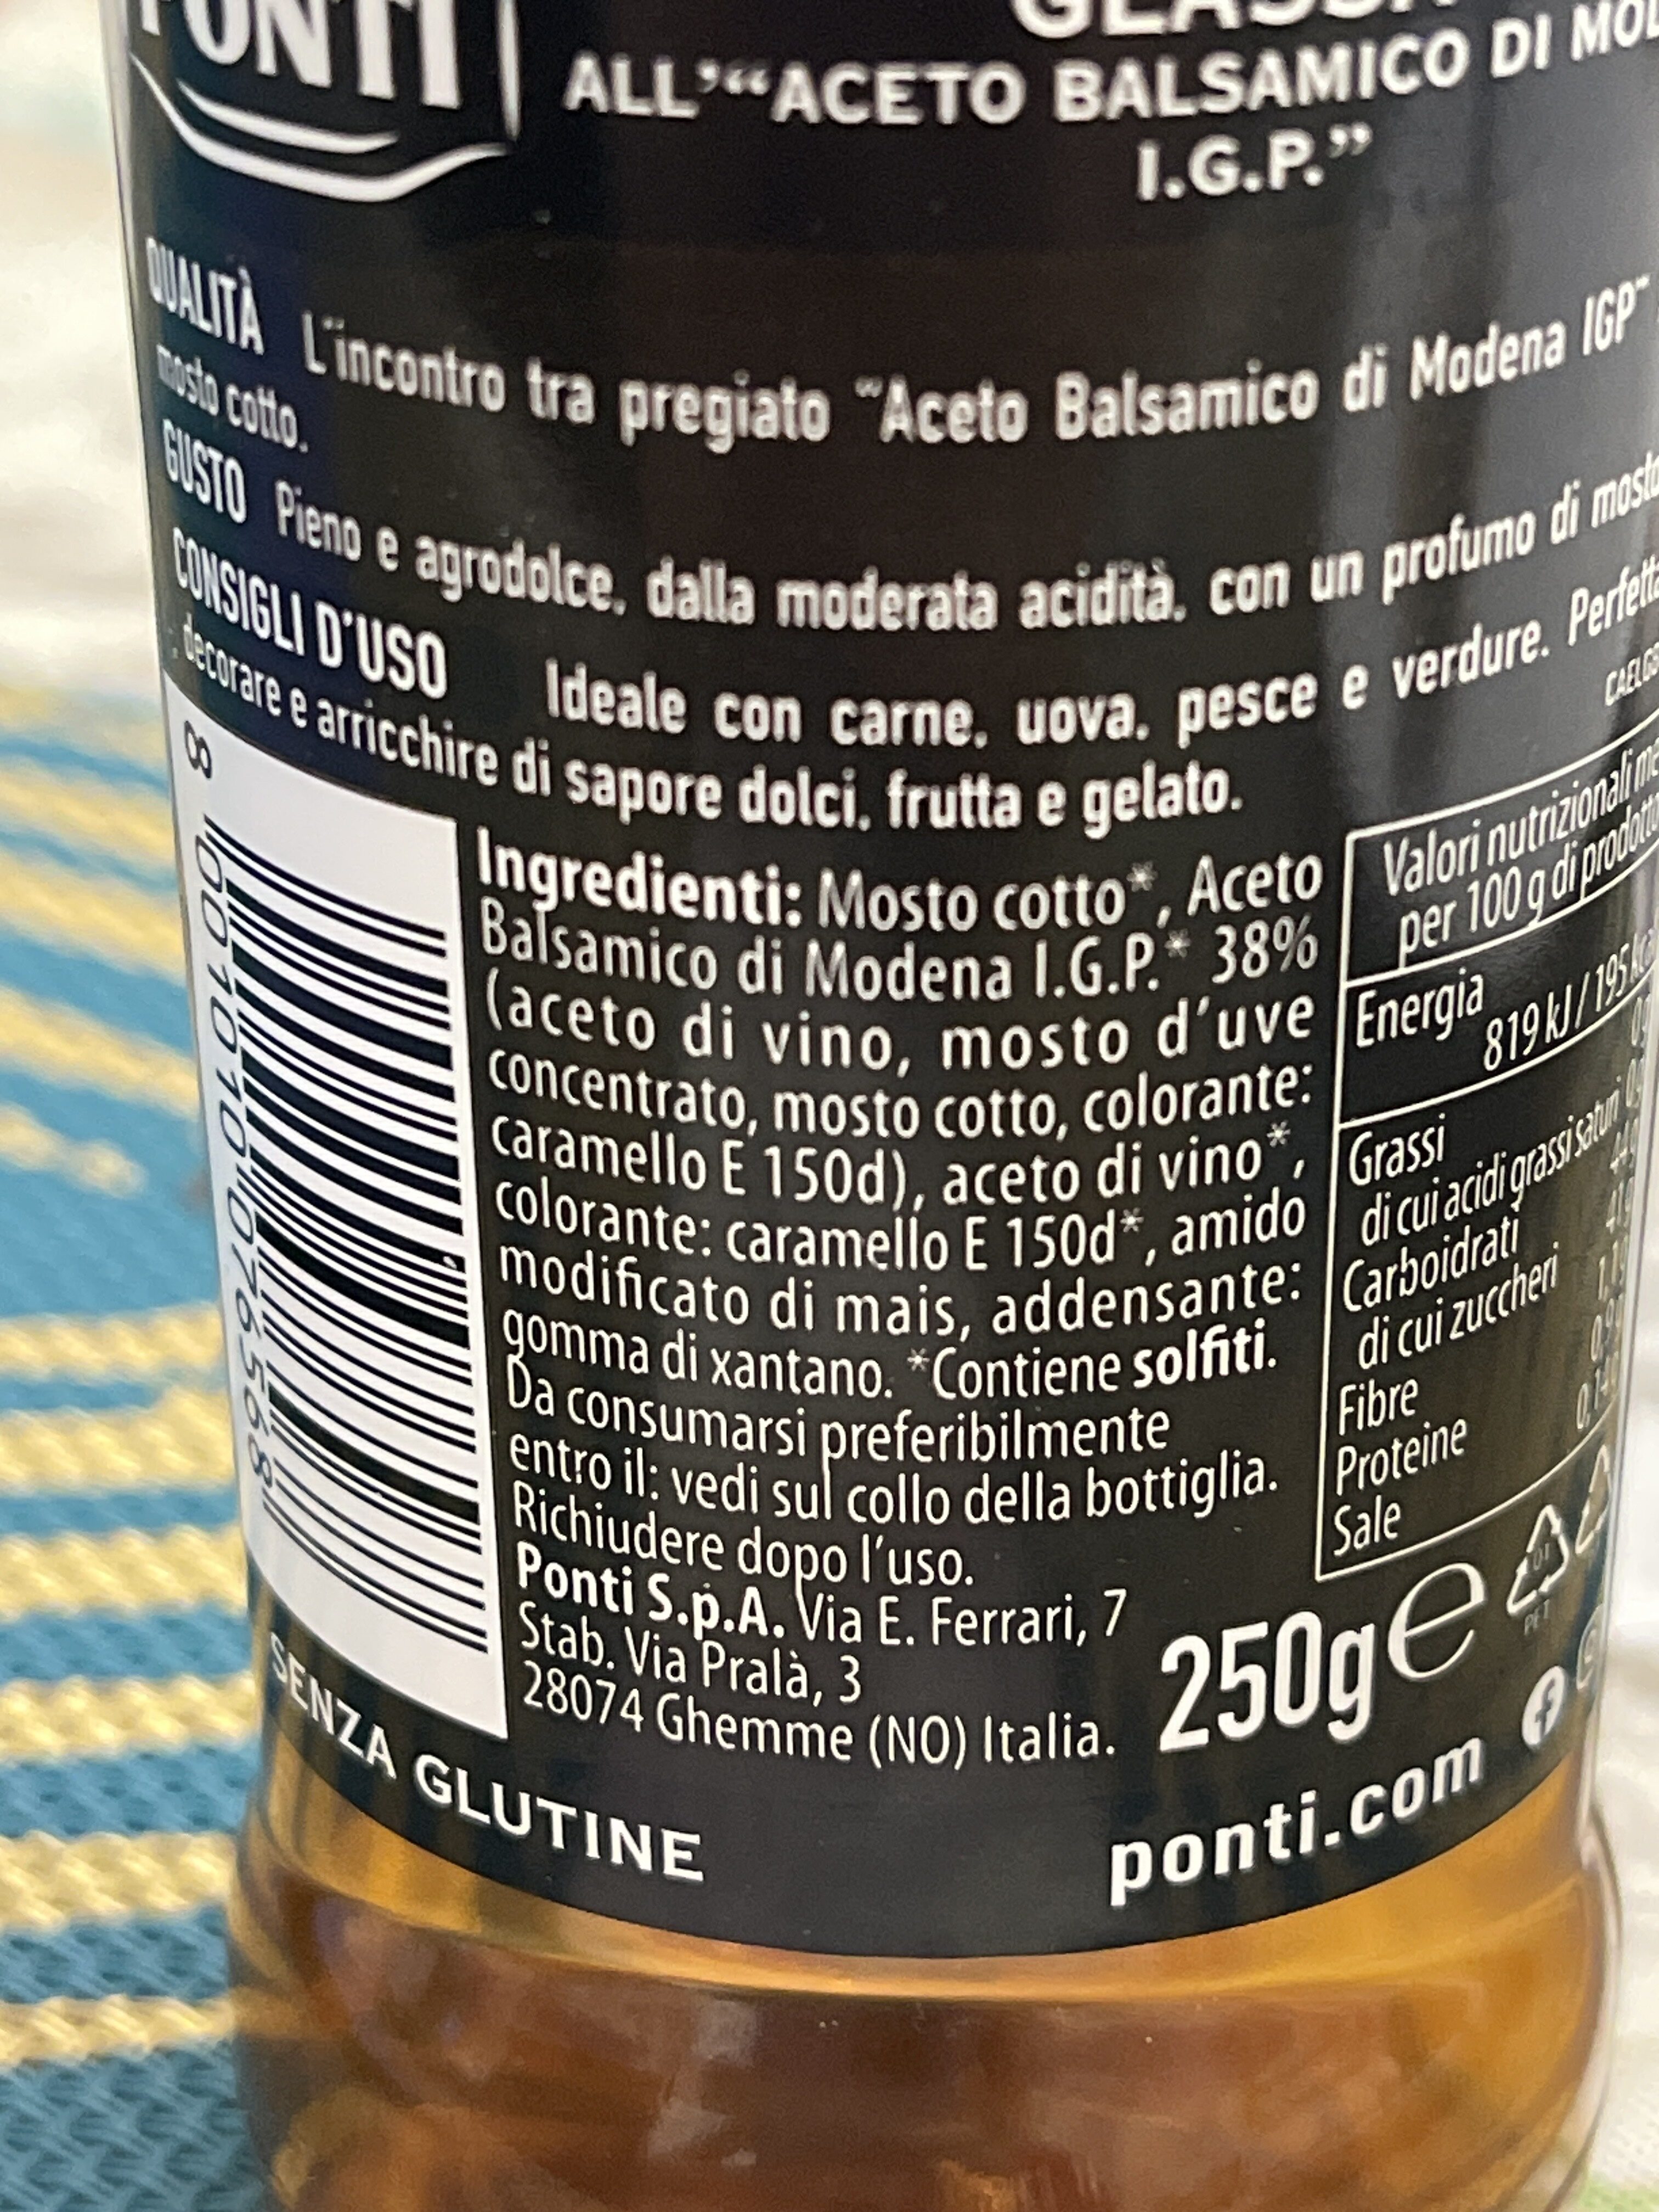 PONTI
ALL'“ACETO BALSAMICO DI
I.G.P.”
QUALITÀ L'incontro tra pregiato “Aceto Balsamico di Modena IGP”
mosto cotto.
GUSTO Pieno e agrodolce, dalla moderata acidità, con un profumo di mosto
CONSIGLI D'USO Ideale con carne, uova, pesce e verdure. Perfetta
decorare e arricchire di sapore dolci, frutta e gelato.
Ingredienti: Mosto cotto*, Aceto
Balsamico di Modena I.G.P.* 38%
(aceto di vino, mosto d'uve
concentrato, mosto cotto, colorante:
caramello E 150d), aceto di vino*,
colorante: caramello E 150d*, amido
modificato di mais, addensante:
gomma di xantano. *Contiene solfiti.
Da consumarsi preferibilmente
entro il: vedi sul collo della bottiglia.
Richiudere dopo l'uso.
Ponti S.p.A. Via E. Ferrari, 7
Stab. Via Pralà, 3
28074 Ghemme (NO) Italia.
Valori nutrizionali
per 100 g di prodotto
Energia
819 kJ / 195
Grassi
di cui acidi grassi saturi
Carboidrati
di cui zuccheri
Fibre
Proteine
Sale
250g e
PET
8 001010 076568
SENZA GLUTINE
ponti.com